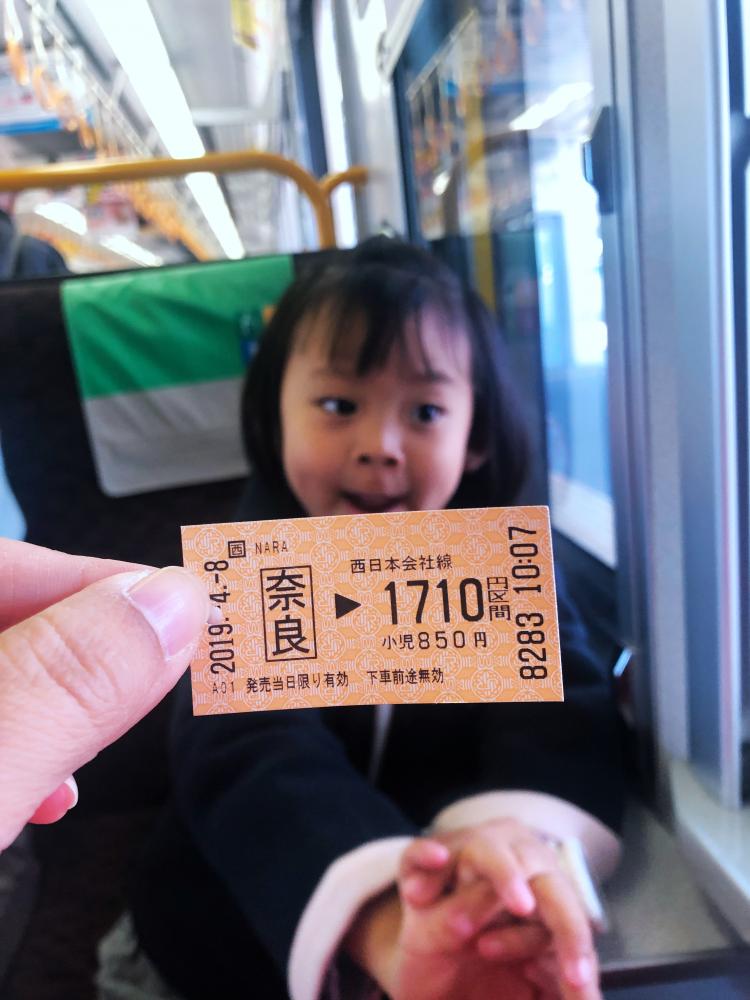 西 NARA
奈良
▶
西日本会社線
1710円区間
小児850円
2019.-4.-8
8283 10:07
A01 発売当日限り有効 下車前途無効